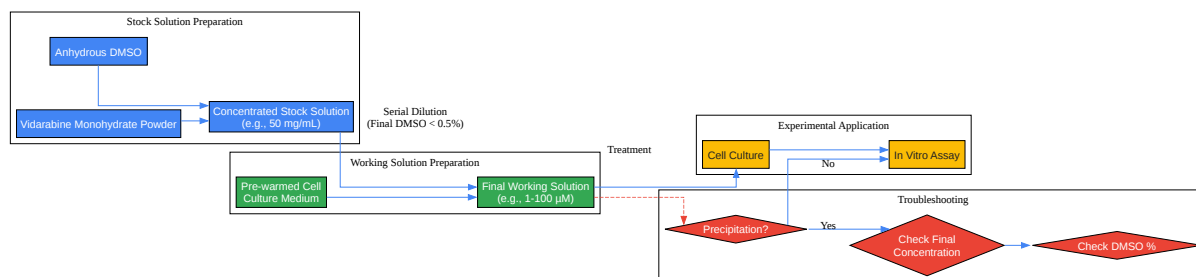 Stock Solution Preparation
Anhydrous DMSO
Vidarabine Monohydrate Powder
Concentrated Stock Solution
(e.g., 50 mg/mL)
Serial Dilution
(Final DMSO < 0.5%)
Working Solution Preparation
Pre-warmed Cell
Culture Medium
Final Working Solution
(e.g., 1-100 µM)
Treatment
Experimental Application
Cell Culture
In Vitro Assay
No
Troubleshooting
Precipitation?
Yes
Check Final
Concentration
Check DMSO %